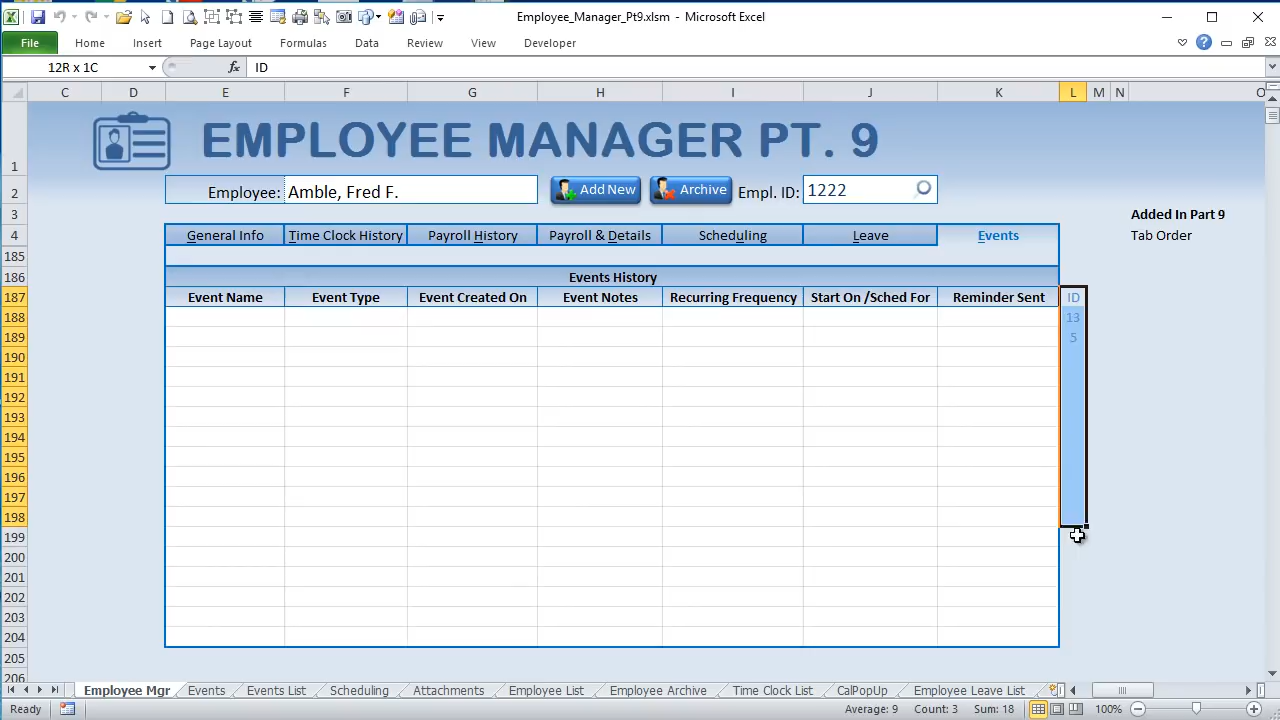 Employee_Manager_Pt9.xlsm - Microsoft Excel
File Home Insert Page Layout Formulas Data Review View Developer
12R x 1C fx ID
C D E F G H I J K L M N O
1 EMPLOYEE MANAGER PT. 9
2 Employee: Amble, Fred F. Add New Archive Empl. ID: 1222
3 Added In Part 9
4 General Info Time Clock History Payroll History Payroll & Details Scheduling Leave Events Tab Order
185
186 Events History
187 Event Name Event Type Event Created On Event Notes Recurring Frequency Start On /Sched For Reminder Sent ID
188 13
189 5
190
191
192
193
194
195
196
197
198
199
200
201
202
203
204
205
206
Employee Mgr Events Events List Scheduling Attachments Employee List Employee Archive Time Clock List CalPopUp Employee Leave List
Ready Average: 9 Count: 3 Sum: 18 100%